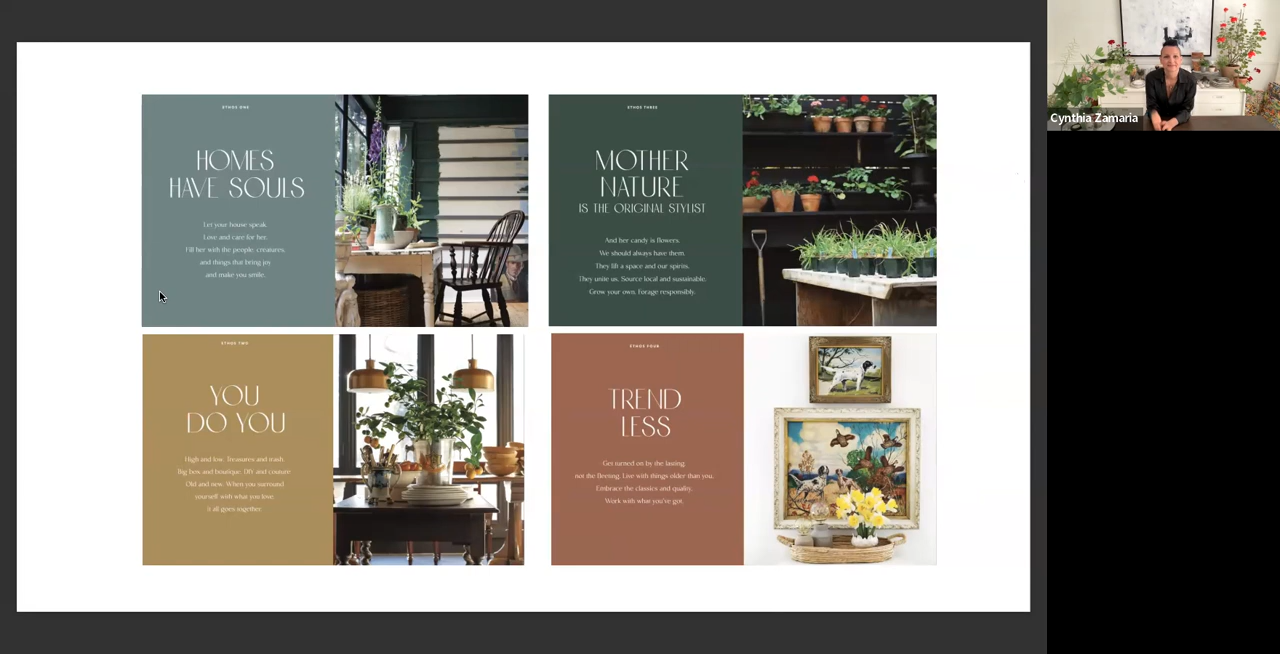 ETHOS ONE
HOMES
HAVE SOULS
Let your house speak.
Love and care for her.
Fill her with the people, creatures,
and things that bring joy
and make you smile.
ETHOS TWO
YOU
DO YOU
High and low. Treasures and trash.
Big box and boutique. DIY and couture
Old and new. When you surround
yourself with what you love
it all goes together
ETHOS THREE
MOTHER
NATURE
IS THE ORIGINAL STYLIST
And her candy is flowers.
We should always have them.
They lift a space and our spirits.
They unite us. Source local and sustainable.
Grow your own. Forage responsibly.
ETHOS FOUR
TREND
LESS
Get turned on by the lasting
not the fleeting. Live with things older than you.
Embrace the classics and quality.
Work with what you've got.
Cynthia Zamaria